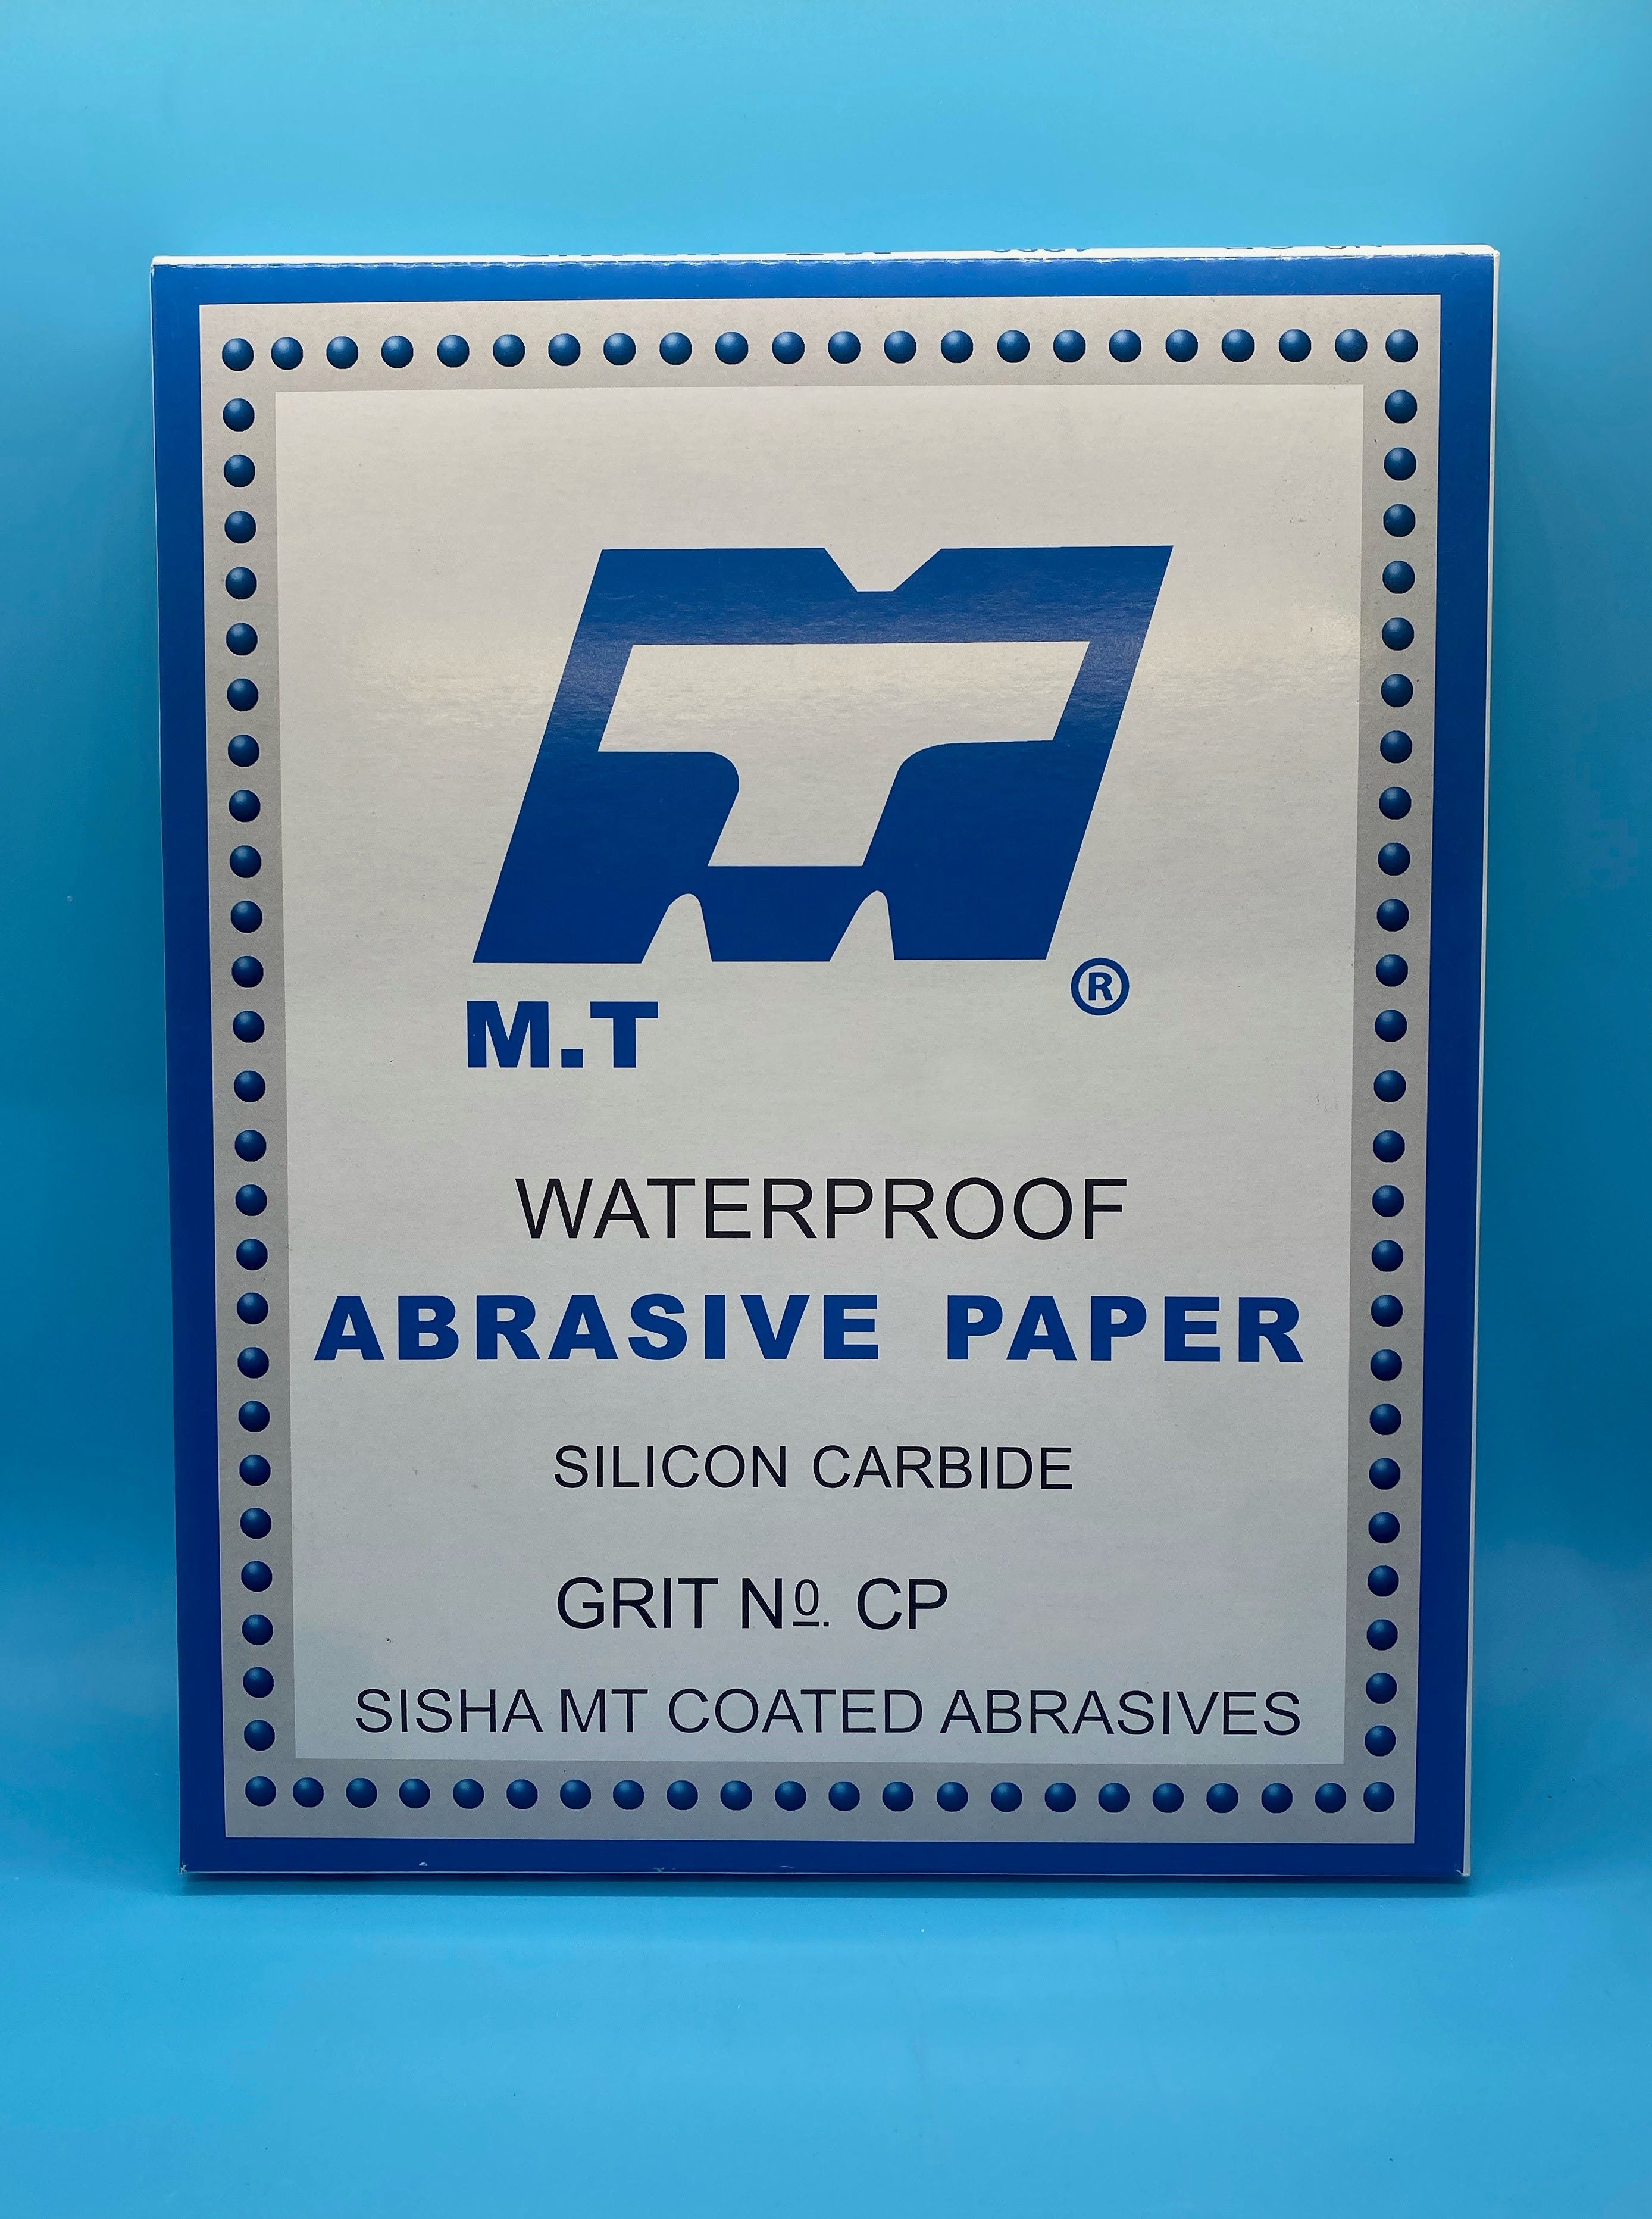 ®
M.T
WATERPROOF
ABRASIVE PAPER
SILICON CARBIDE
GRIT Nº. CP
SISHA MT COATED ABRASIVES